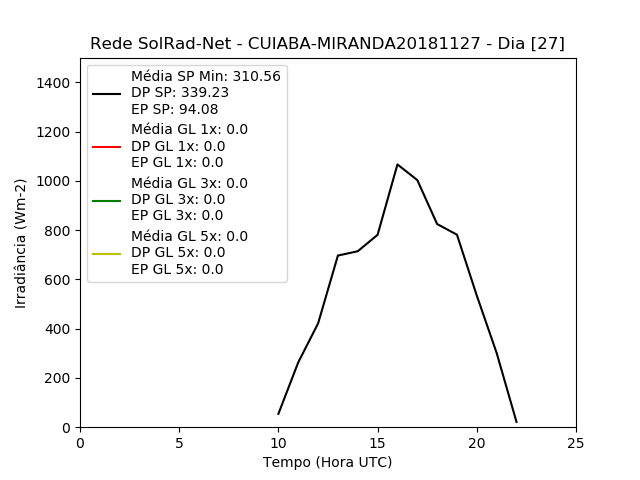 Rede SolRad-Net - CUIABA-MIRANDA20181127 - Dia [27]
Média SP Min: 310.56
DP SP: 339.23
EP SP: 94.08
Média GL 1x: 0.0
DP GL 1x: 0.0
EP GL 1x: 0.0
Média GL 3x: 0.0
DP GL 3x: 0.0
EP GL 3x: 0.0
Média GL 5x: 0.0
DP GL 5x: 0.0
EP GL 5x: 0.0
Irradiância (Wm-2)
1400
1200
1000
800
600
400
200
0
0 5 10 15 20 25
Tempo (Hora UTC)